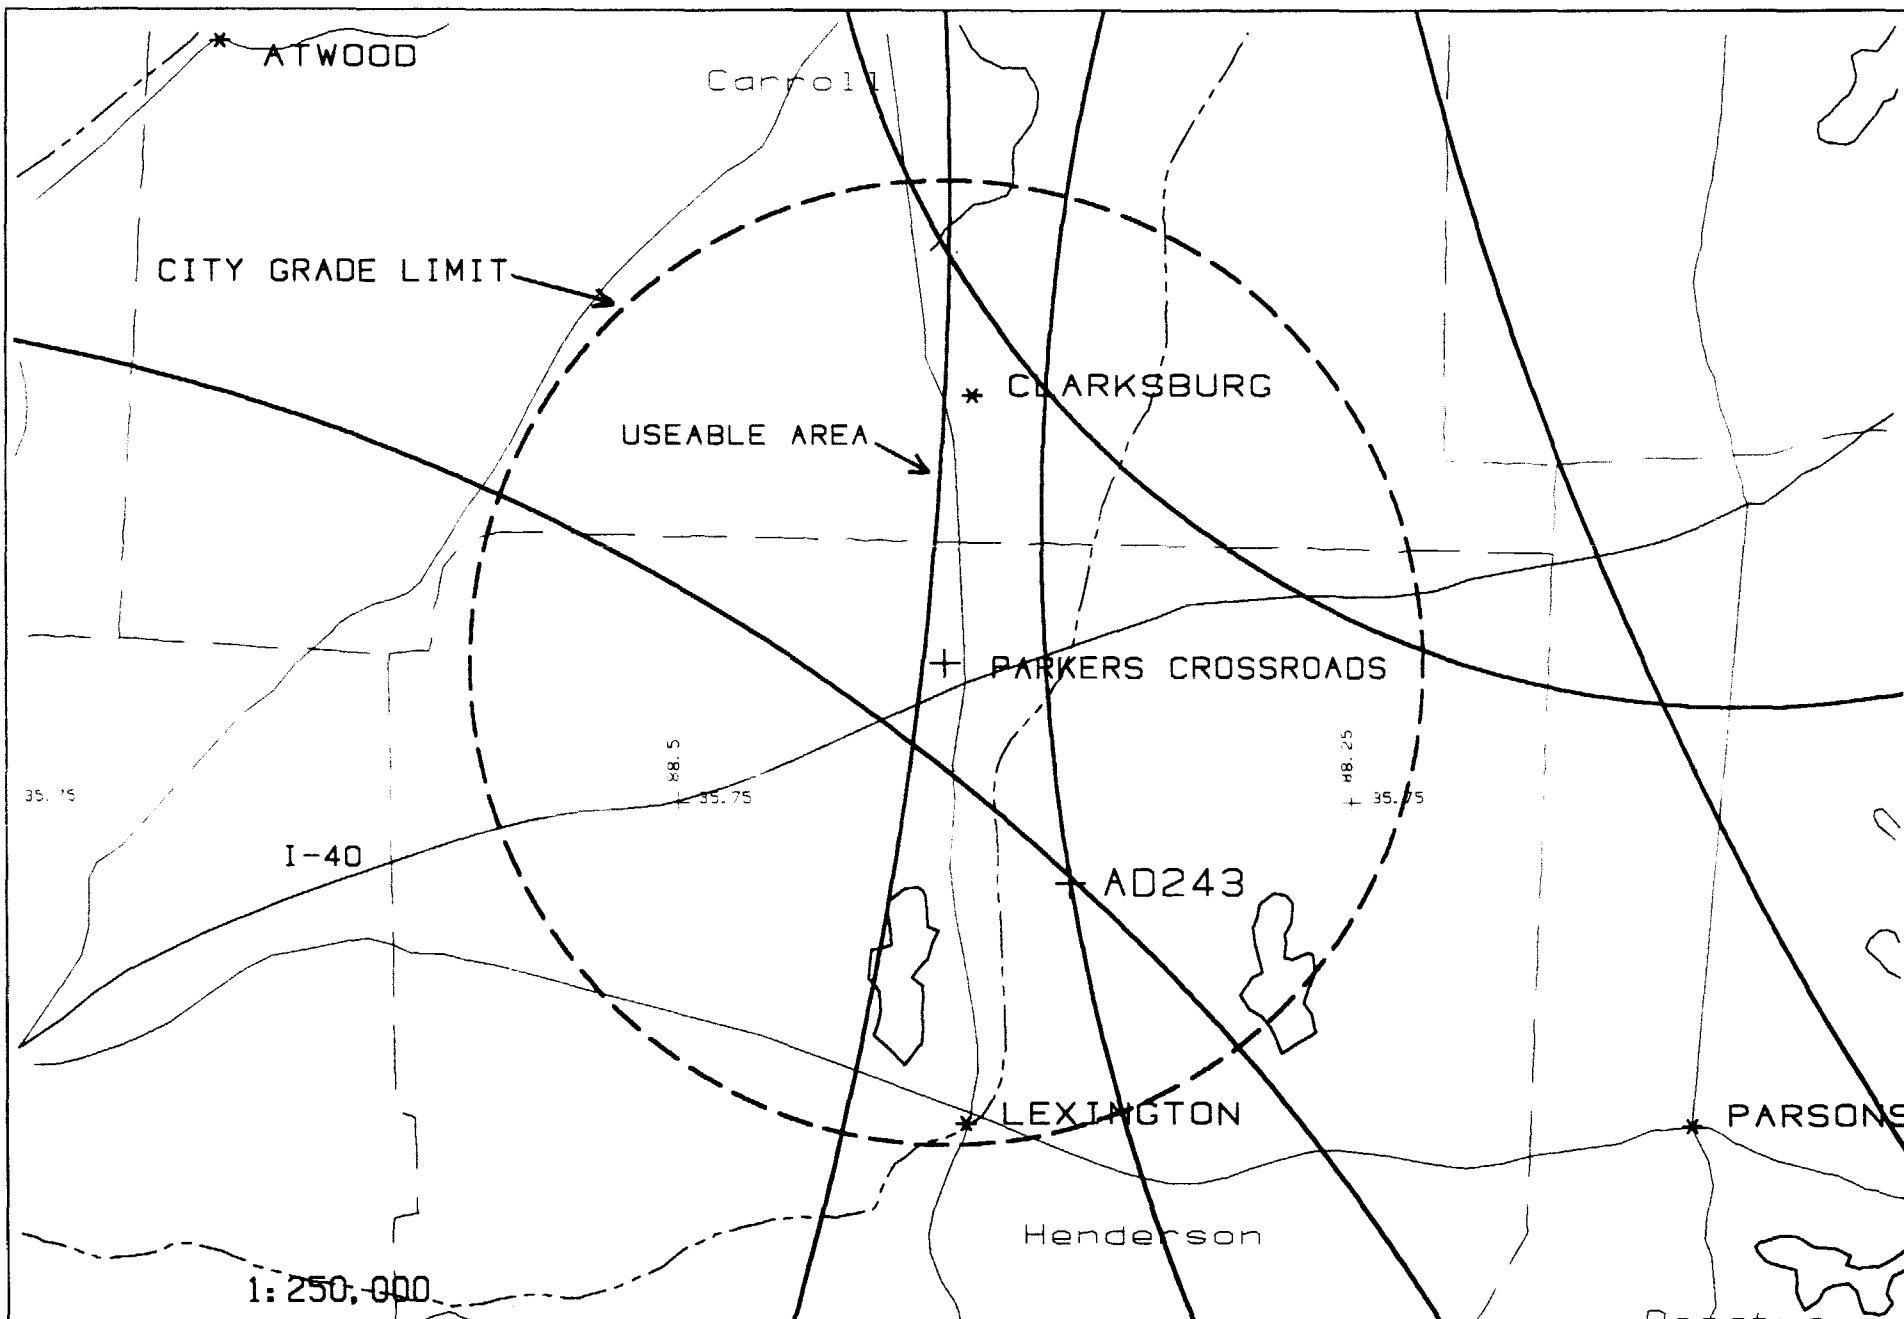 ATWOOD
Carroll
CITY GRADE LIMIT
CLARKSBURG
USEABLE AREA
PARKERS CROSSROADS
88.5
88.25
35.75
35.75
35.75
I-40
AD243
LEXINGTON
PARSONS
Henderson
1:250,000